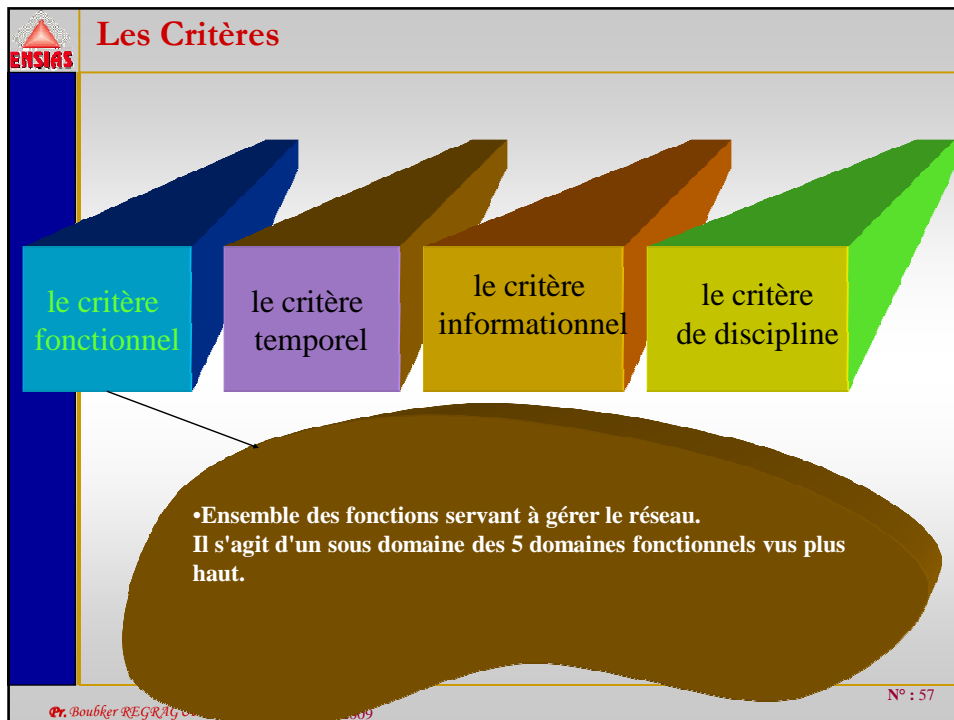 ENSIAS
Les Critères
le critère
fonctionnel
le critère
temporel
le critère
informationnel
le critère
de discipline
•Ensemble des fonctions servant à gérer le réseau.
Il s'agit d'un sous domaine des 5 domaines fonctionnels vus plus
haut.
N° : 57
Pr. Boubker REGRAG